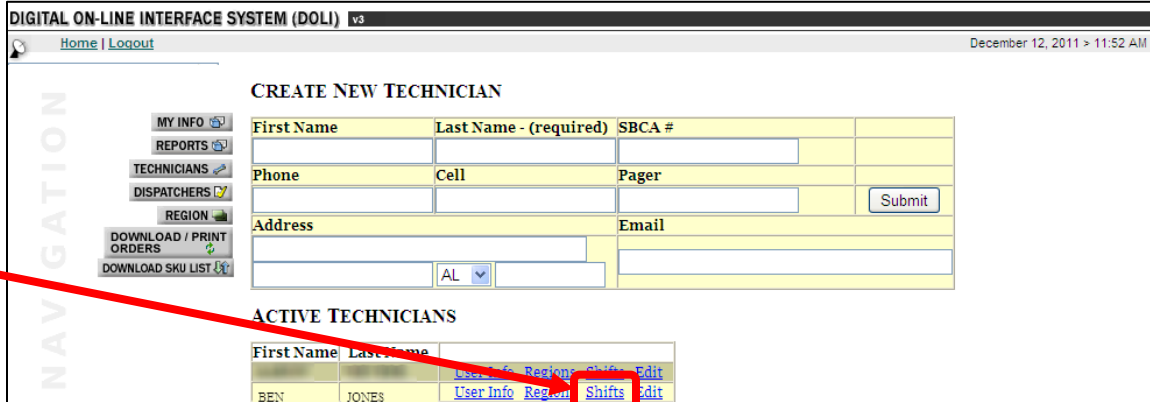 DIGITAL ON-LINE INTERFACE SYSTEM (DOLI) v3
Home | Logout December 12, 2011 > 11:52 AM
NAVIGATION
MY INFO
REPORTS
TECHNICIANS
DISPATCHERS
REGION
DOWNLOAD / PRINT
ORDERS
DOWNLOAD SKU LIST
CREATE NEW TECHNICIAN
First Name Last Name - (required) SBCA #
Phone Cell Pager
Submit
Address Email
AL
ACTIVE TECHNICIANS
First Name Last Name
User Info Regions Shifts Edit
BEN JONES User Info Regions Shifts Edit